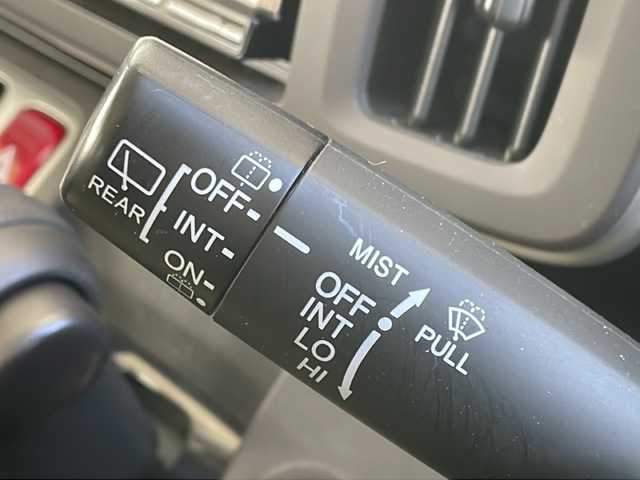 REAR
OFF
INT
ON
MIST
OFF
INT
LO
HI
PULL